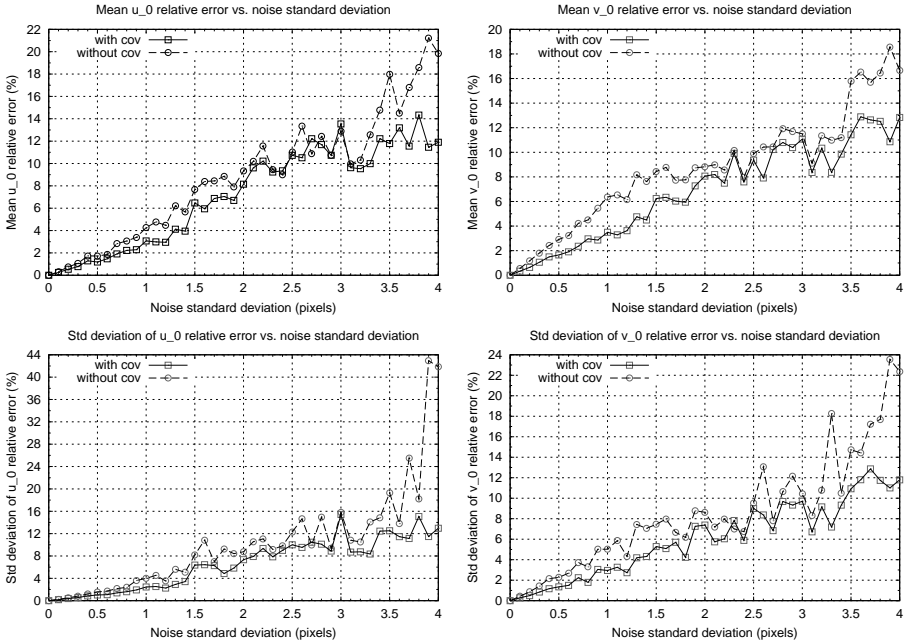 Mean u_0 relative error vs. noise standard deviation
Mean u_0 relative error (%)
22
20
18
16
14
12
10
8
6
4
2
0
with cov
without cov
0 0.5 1 1.5 2 2.5 3 3.5 4
Noise standard deviation (pixels)
Mean v_0 relative error vs. noise standard deviation
Mean v_0 relative error (%)
20
18
16
14
12
10
8
6
4
2
0
with cov
without cov
0 0.5 1 1.5 2 2.5 3 3.5 4
Noise standard deviation (pixels)
Std deviation of u_0 relative error vs. noise standard deviation
Std deviation of u_0 relative error (%)
44
40
36
32
28
24
20
16
12
8
4
0
with cov
without cov
0 0.5 1 1.5 2 2.5 3 3.5 4
Noise standard deviation (pixels)
Std deviation of v_0 relative error vs. noise standard deviation
Std deviation of v_0 relative error (%)
24
22
20
18
16
14
12
10
8
6
4
2
0
with cov
without cov
0 0.5 1 1.5 2 2.5 3 3.5 4
Noise standard deviation (pixels)